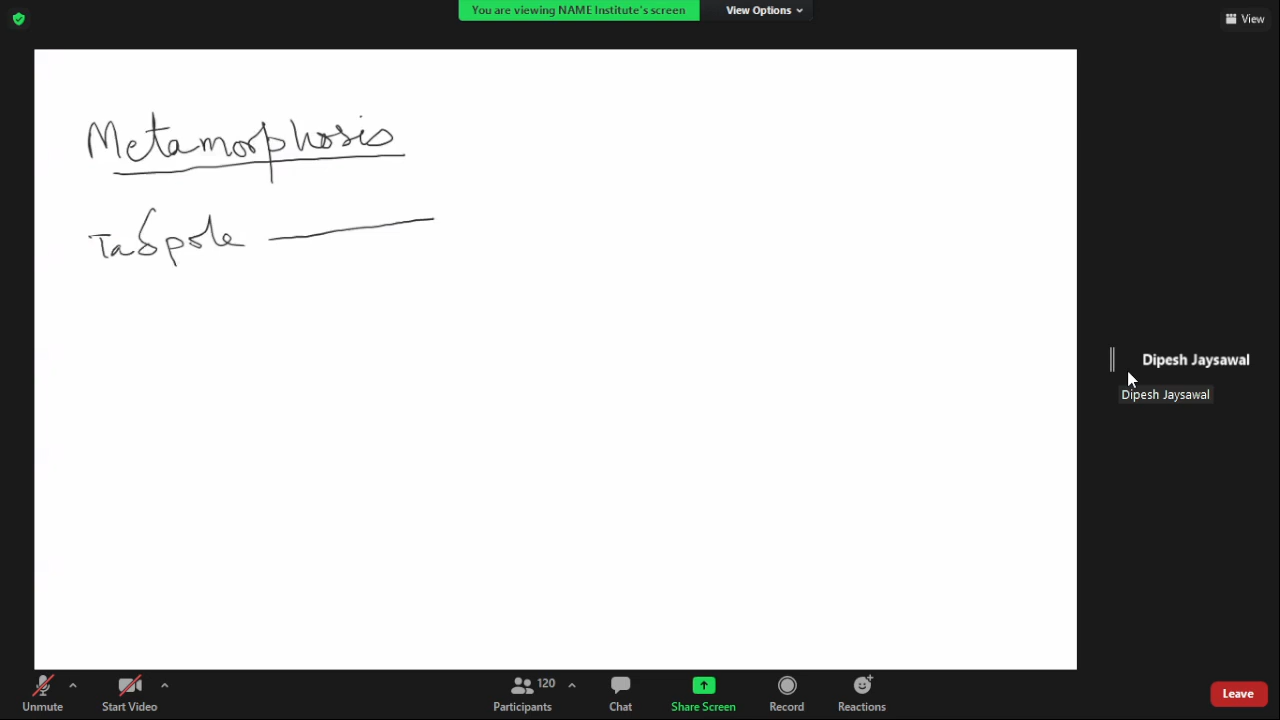 You are viewing NAME Institute's screen
View Options
View
Metamorphosis
Tadpole
Dipesh Jaysawal
Dipesh Jaysawal
Unmute
Start Video
120
Participants
Chat
Share Screen
Record
Reactions
Leave